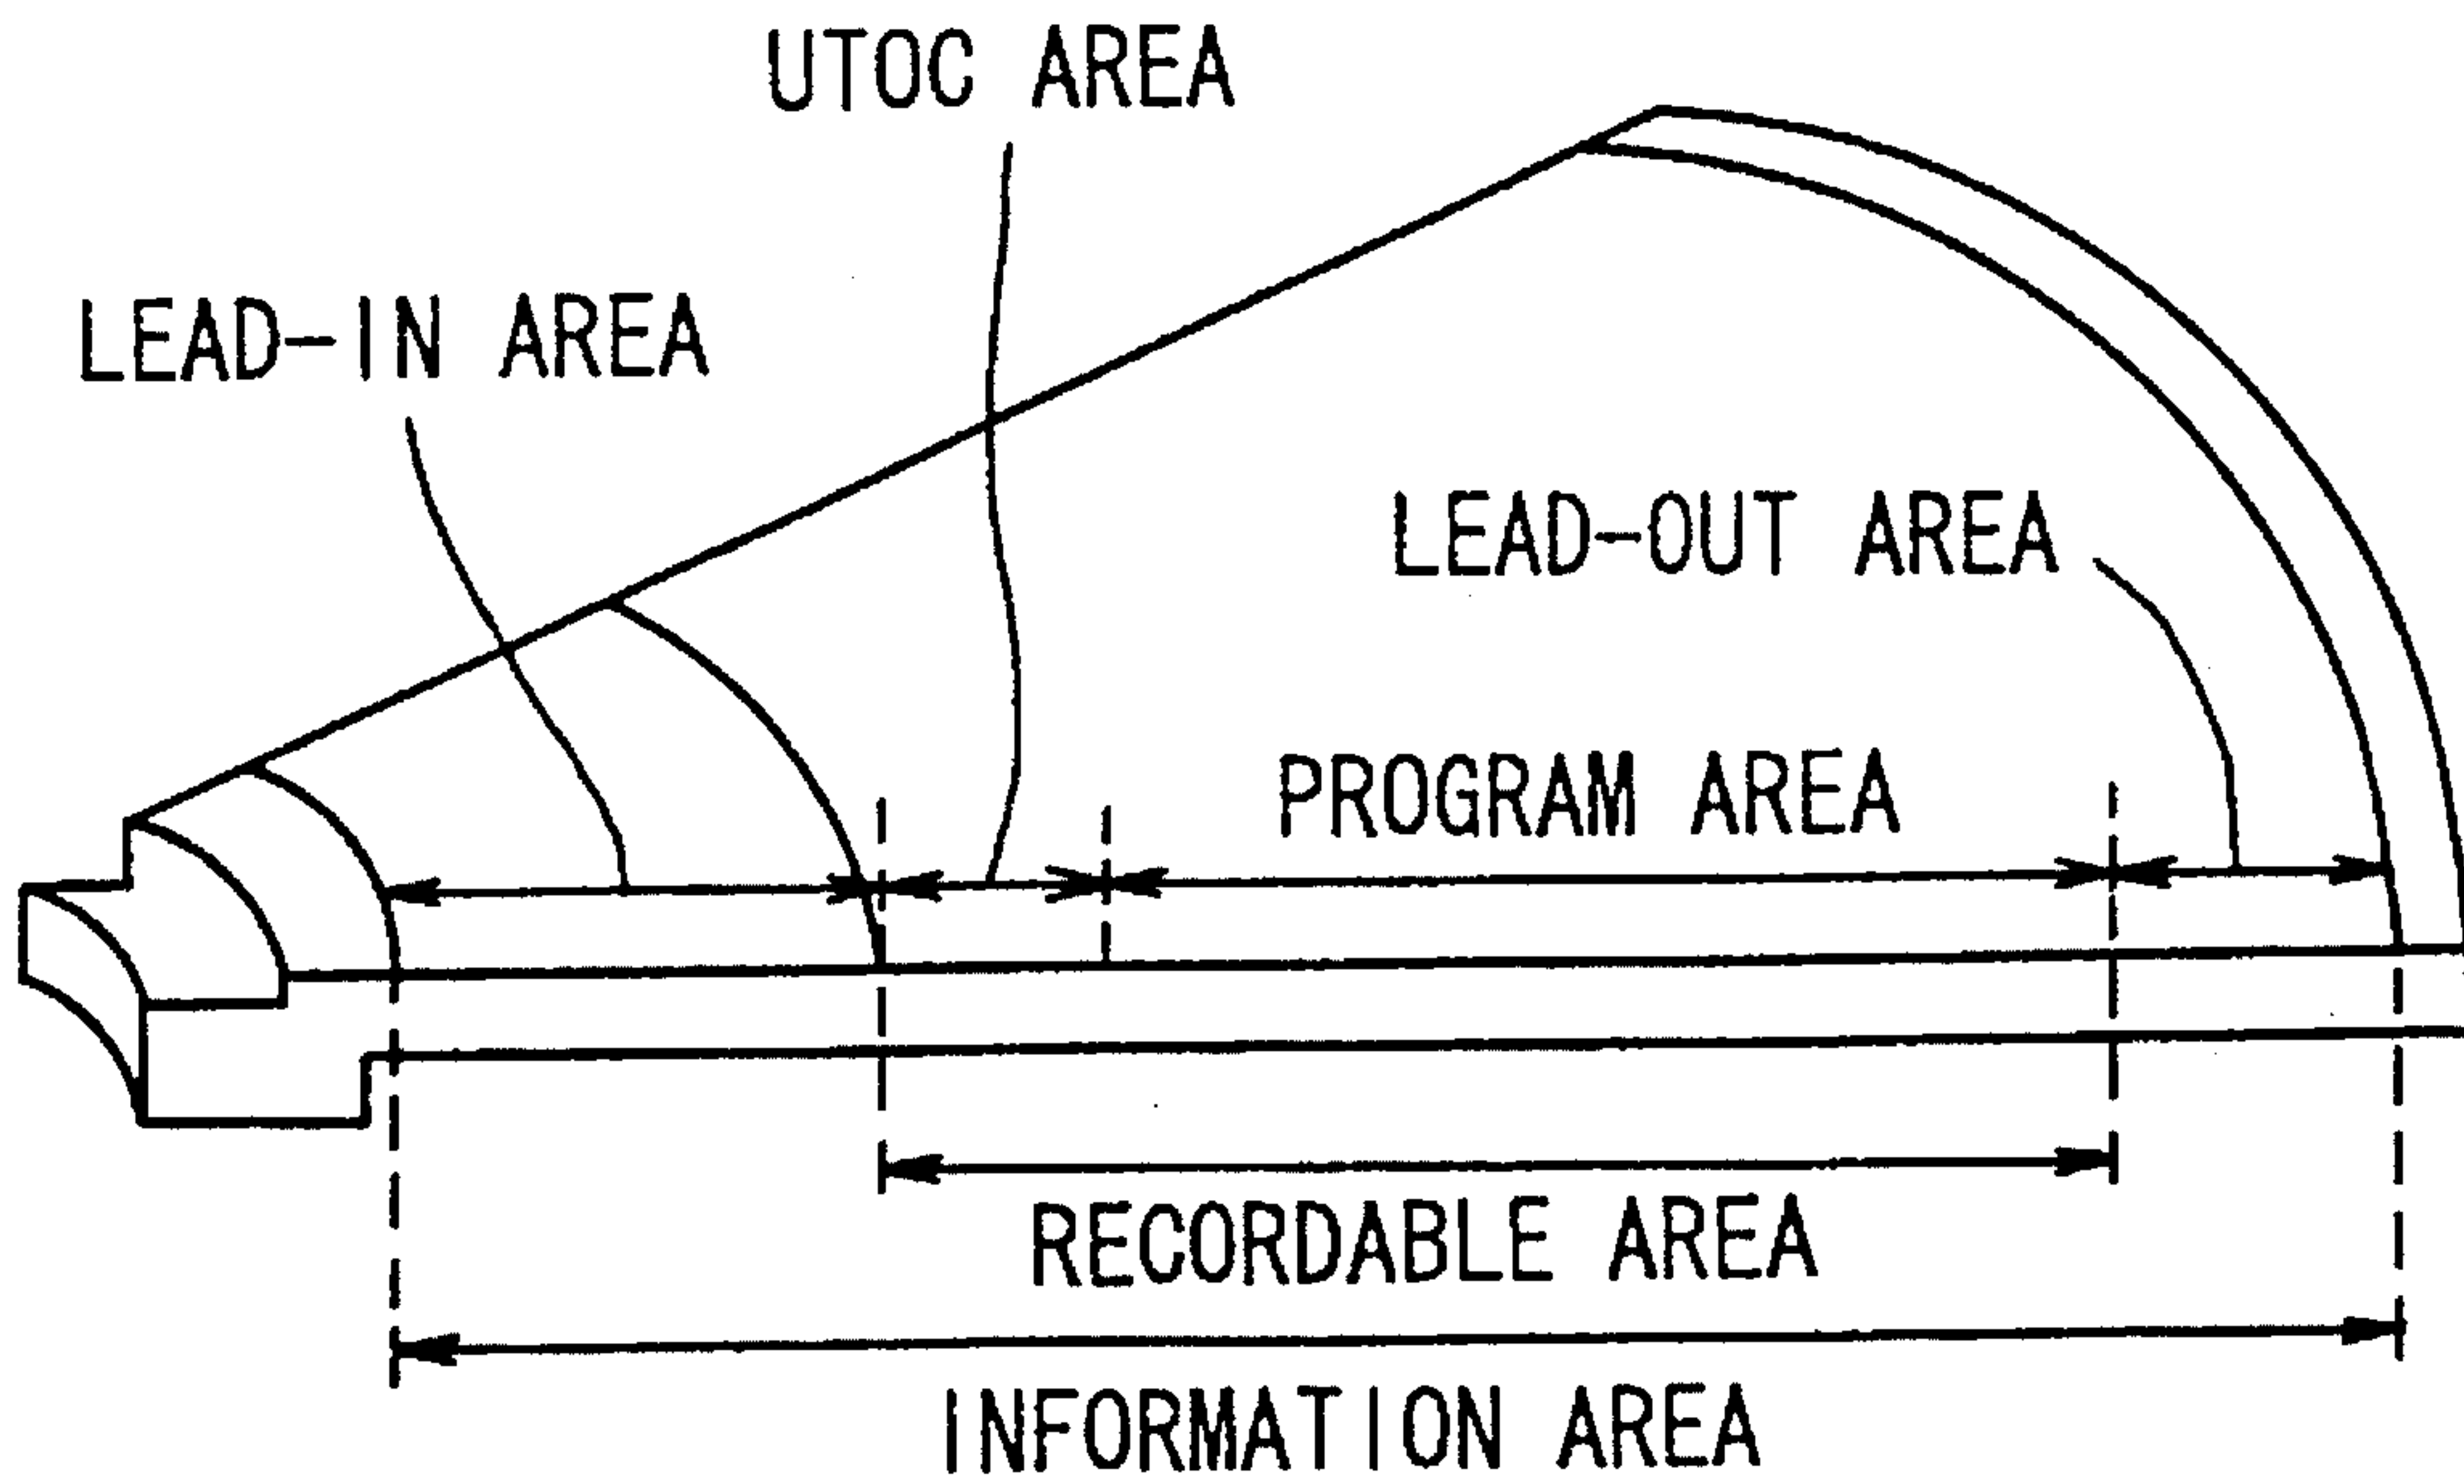 UTOC AREA
LEAD-IN AREA
LEAD-OUT AREA
PROGRAM AREA
RECORDABLE AREA
INFORMATION AREA